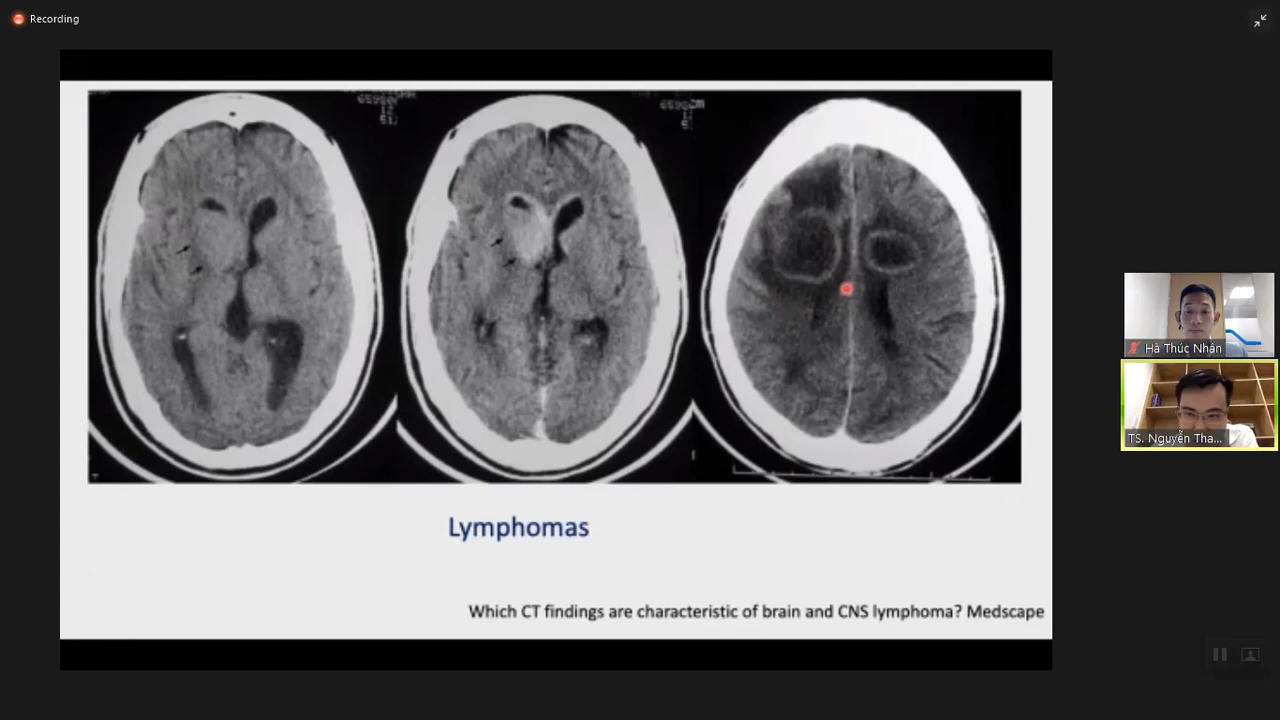 Recording
Lymphomas
Which CT findings are characteristic of brain and CNS lymphoma? Medscape
Hà Thúc Nhận
TS. Nguyễn Tha...